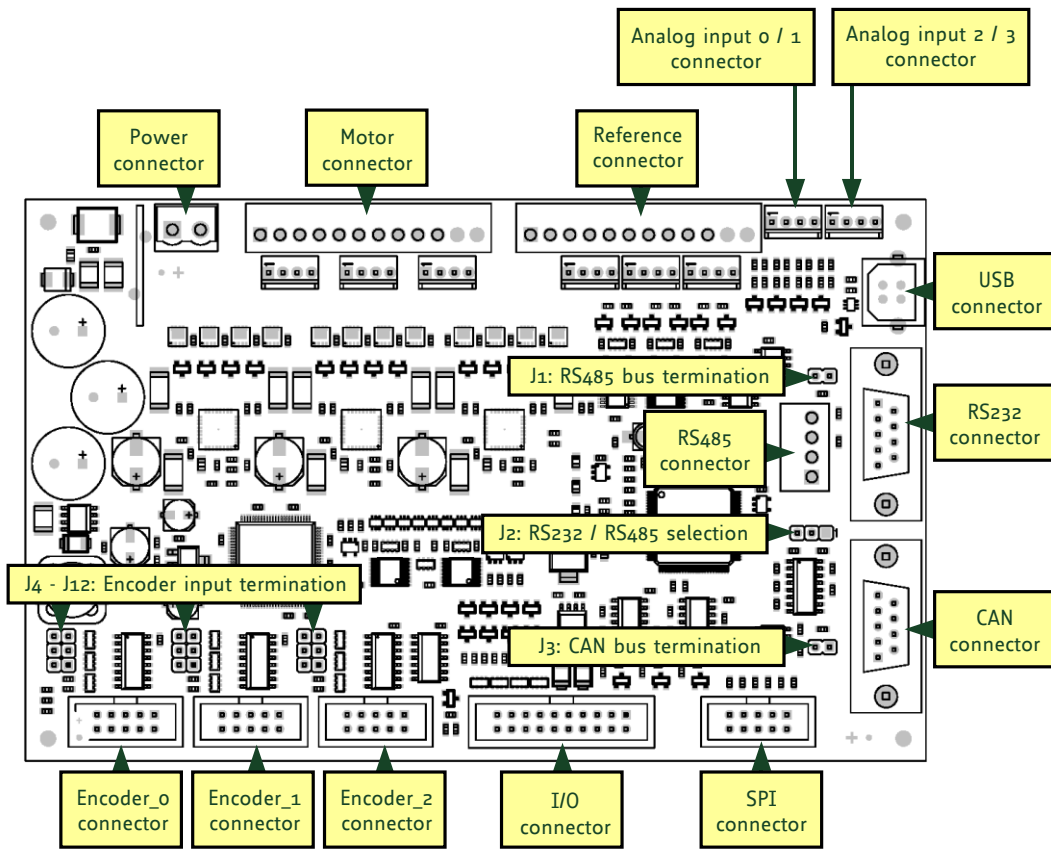 Analog input 0 / 1
connector
Analog input 2 / 3
connector
Power
connector
Motor
connector
Reference
connector
USB
connector
J1: RS485 bus termination
RS232
connector
RS485
connector
J2: RS232 / RS485 selection
J4 - J12: Encoder input termination
CAN
connector
J3: CAN bus termination
Encoder_0
connector
Encoder_1
connector
Encoder_2
connector
I/O
connector
SPI
connector